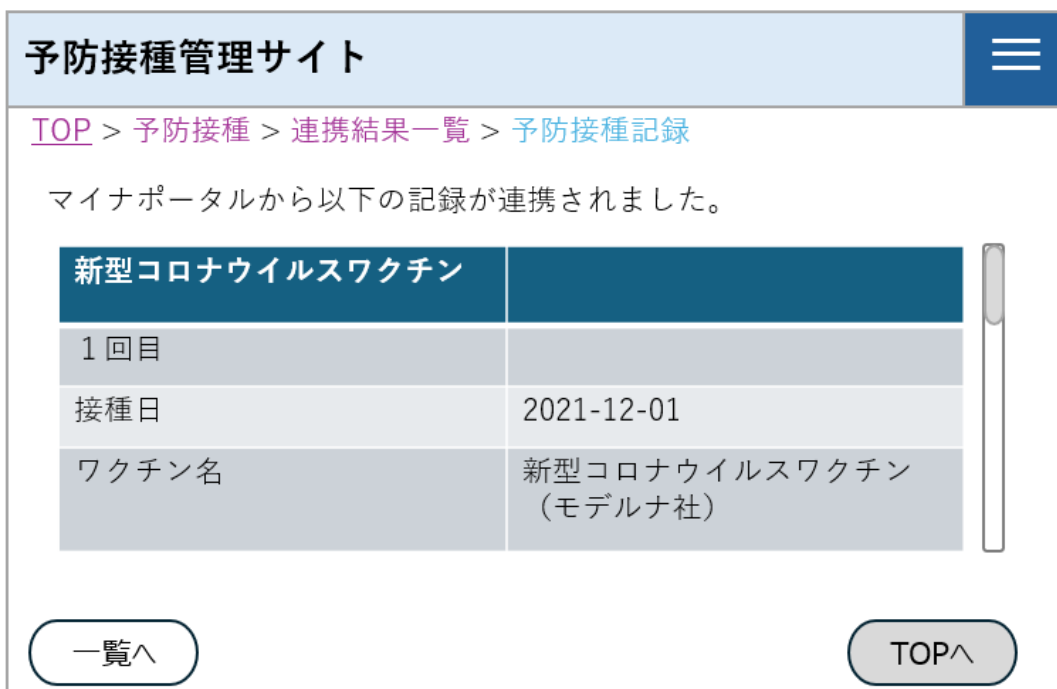 予防接種管理サイト
TOP > 予防接種 > 連携結果一覧 > 予防接種記録
マイナポータルから以下の記録が連携されました。
新型コロナウイルスワクチン
１回目
接種日 2021-12-01
ワクチン名 新型コロナウイルスワクチン
（モデルナ社）
一覧へ TOPへ